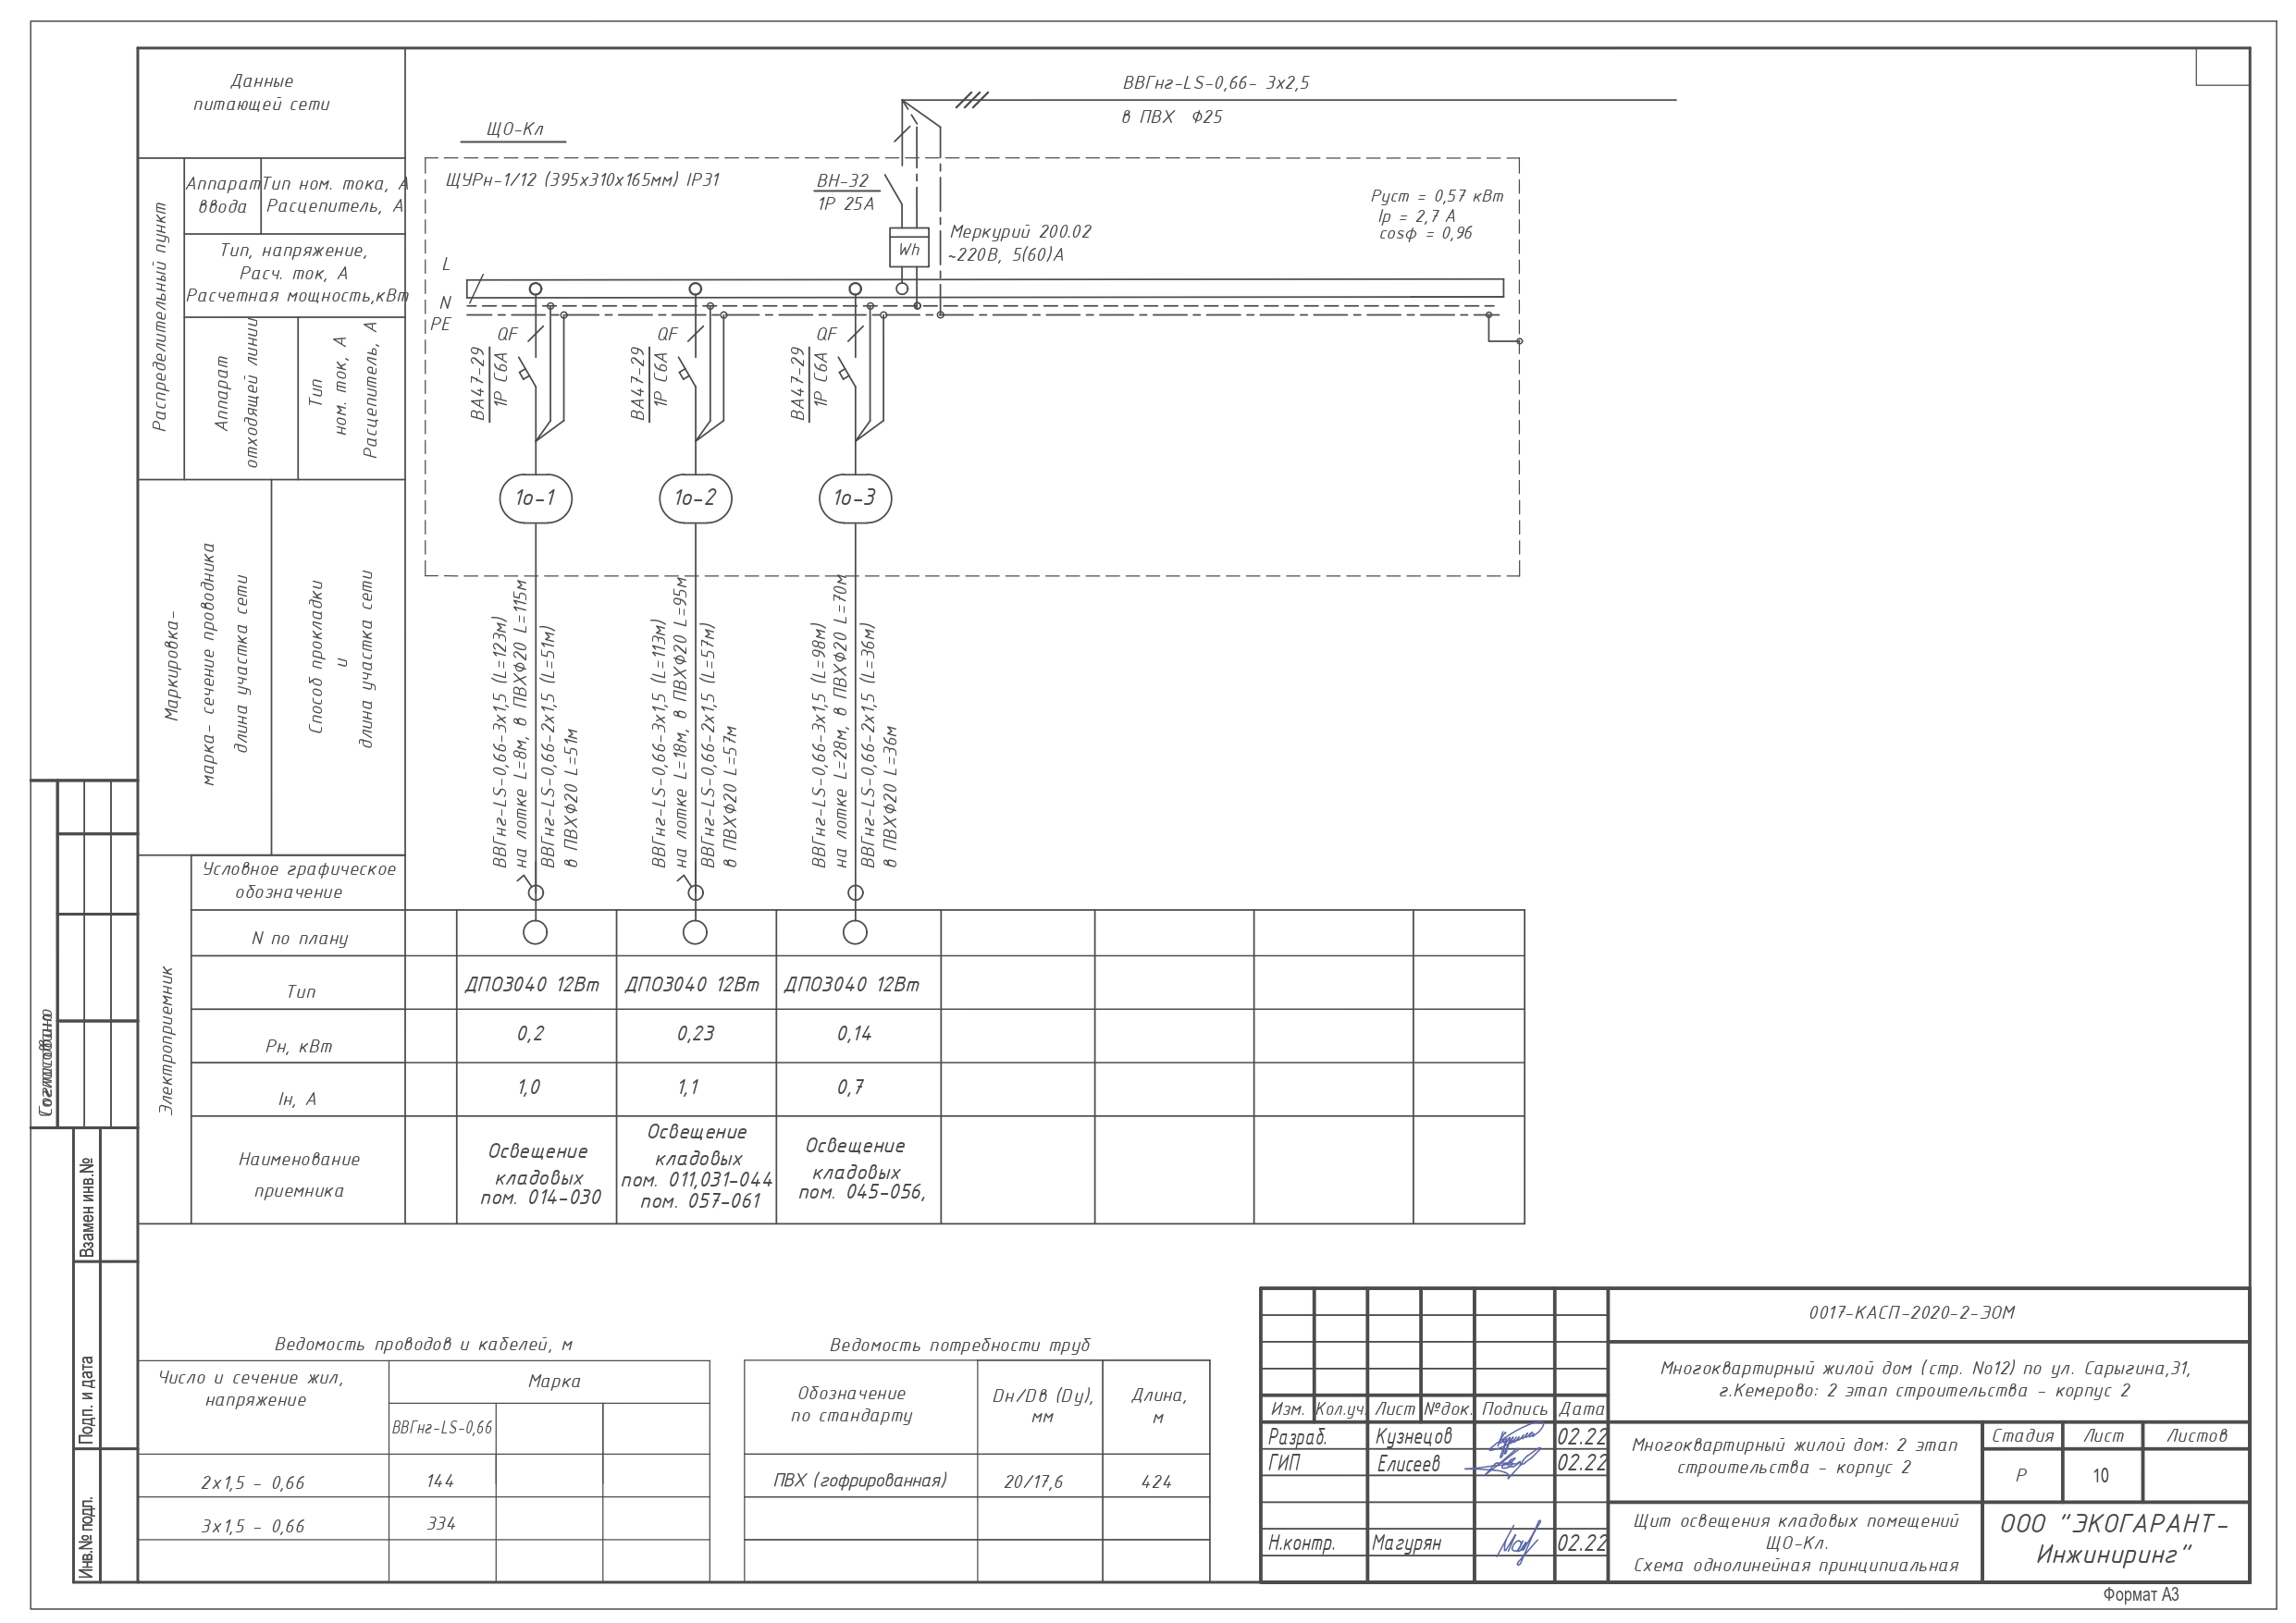 Данные
питающей сети
Распределительный пункт
Аппарат
ввода
Тип ном. тока, А
Расцепитель, А
Тип, напряжение,
Расч. ток, А
Расчетная мощность,кВт
Аппарат
отходящей линии
Тип
ном. ток, А
Расцепитель, А
Маркировка-
марка- сечение проводника
длина участка сети
Способ прокладки
и
длина участка сети
ЩО-Кл
ЩУРн-1/12 (395х310х165мм) IP31
ВВГнг-LS-0,66- 3х2,5
в ПВХ Ф25
ВН-32
1Р 25А
Wh
Меркурий 200.02
~220В, 5(60)А
Руст = 0,57 кВт
Iр = 2,7 А
cosφ = 0,96
L
N
PE
QF
ВА47-29
1Р С6А
QF
ВА47-29
1Р С6А
QF
ВА47-29
1Р С6А
1о-1
1о-2
1о-3
ВВГнг-LS-0,66-3х1,5 (L=123м)
на лотке L=8м, в ПВХФ20 L=115м
ВВГнг-LS-0,66-2х1,5 (L=51м)
в ПВХФ20 L=51м
ВВГнг-LS-0,66-3х1,5 (L=113м)
на лотке L=18м, в ПВХФ20 L=95м
ВВГнг-LS-0,66-2х1,5 (L=57м)
в ПВХФ20 L=57м
ВВГнг-LS-0,66-3х1,5 (L=98м)
на лотке L=28м, в ПВХФ20 L=70м
ВВГнг-LS-0,66-2х1,5 (L=36м)
в ПВХФ20 L=36м
Электроприемник
Условное графическое
обозначение
N по плану
Тип
ДПО3040 12Вт
ДПО3040 12Вт
ДПО3040 12Вт
Рн, кВт
0,2
0,23
0,14
Iн, А
1,0
1,1
0,7
Наименование
приемника
Освещение
кладовых
пом. 014-030
Освещение
кладовых
пом. 011,031-044
пом. 057-061
Освещение
кладовых
пом. 045-056,
Согласовано
Взамен инв.№
Подп. и дата
Инв.№ подл.
Ведомость проводов и кабелей, м
Число и сечение жил,
напряжение
Марка
ВВГнг-LS-0,66
2х1,5 - 0,66
144
3х1,5 - 0,66
334
Ведомость потребности труб
Обозначение
по стандарту
Dн/Dв (Dу),
мм
Длина,
м
ПВХ (гофрированная)
20/17,6
424
0017-КАСП-2020-2-ЭОМ
Многоквартирный жилой дом (стр. No12) по ул. Сарыгина,31,
г.Кемерово: 2 этап строительства - корпус 2
Изм. Кол.уч. Лист №док. Подпись Дата
Разраб. Кузнецов 02.22
ГИП Елисеев 02.22
Н.контр. Магурян 02.22
Многоквартирный жилой дом: 2 этап
строительства - корпус 2
Стадия Лист Листов
Р 10
Щит освещения кладовых помещений
ЩО-Кл.
Схема однолинейная принципиальная
ООО "ЭКОГАРАНТ-
Инжиниринг"
Формат А3